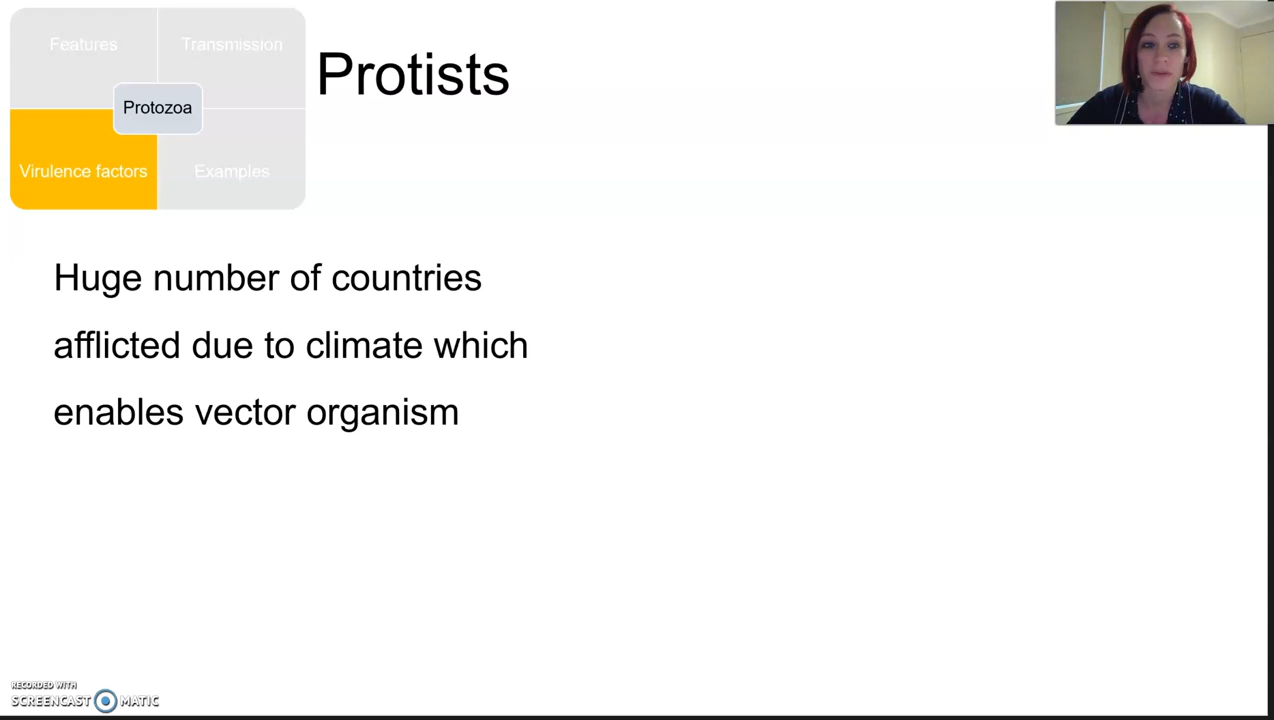 Features
Transmission
Protists
Protozoa
Virulence factors
Examples
Huge number of countries
afflicted due to climate which
enables vector organism
RECORDED WITH
SCREENCAST MATIC